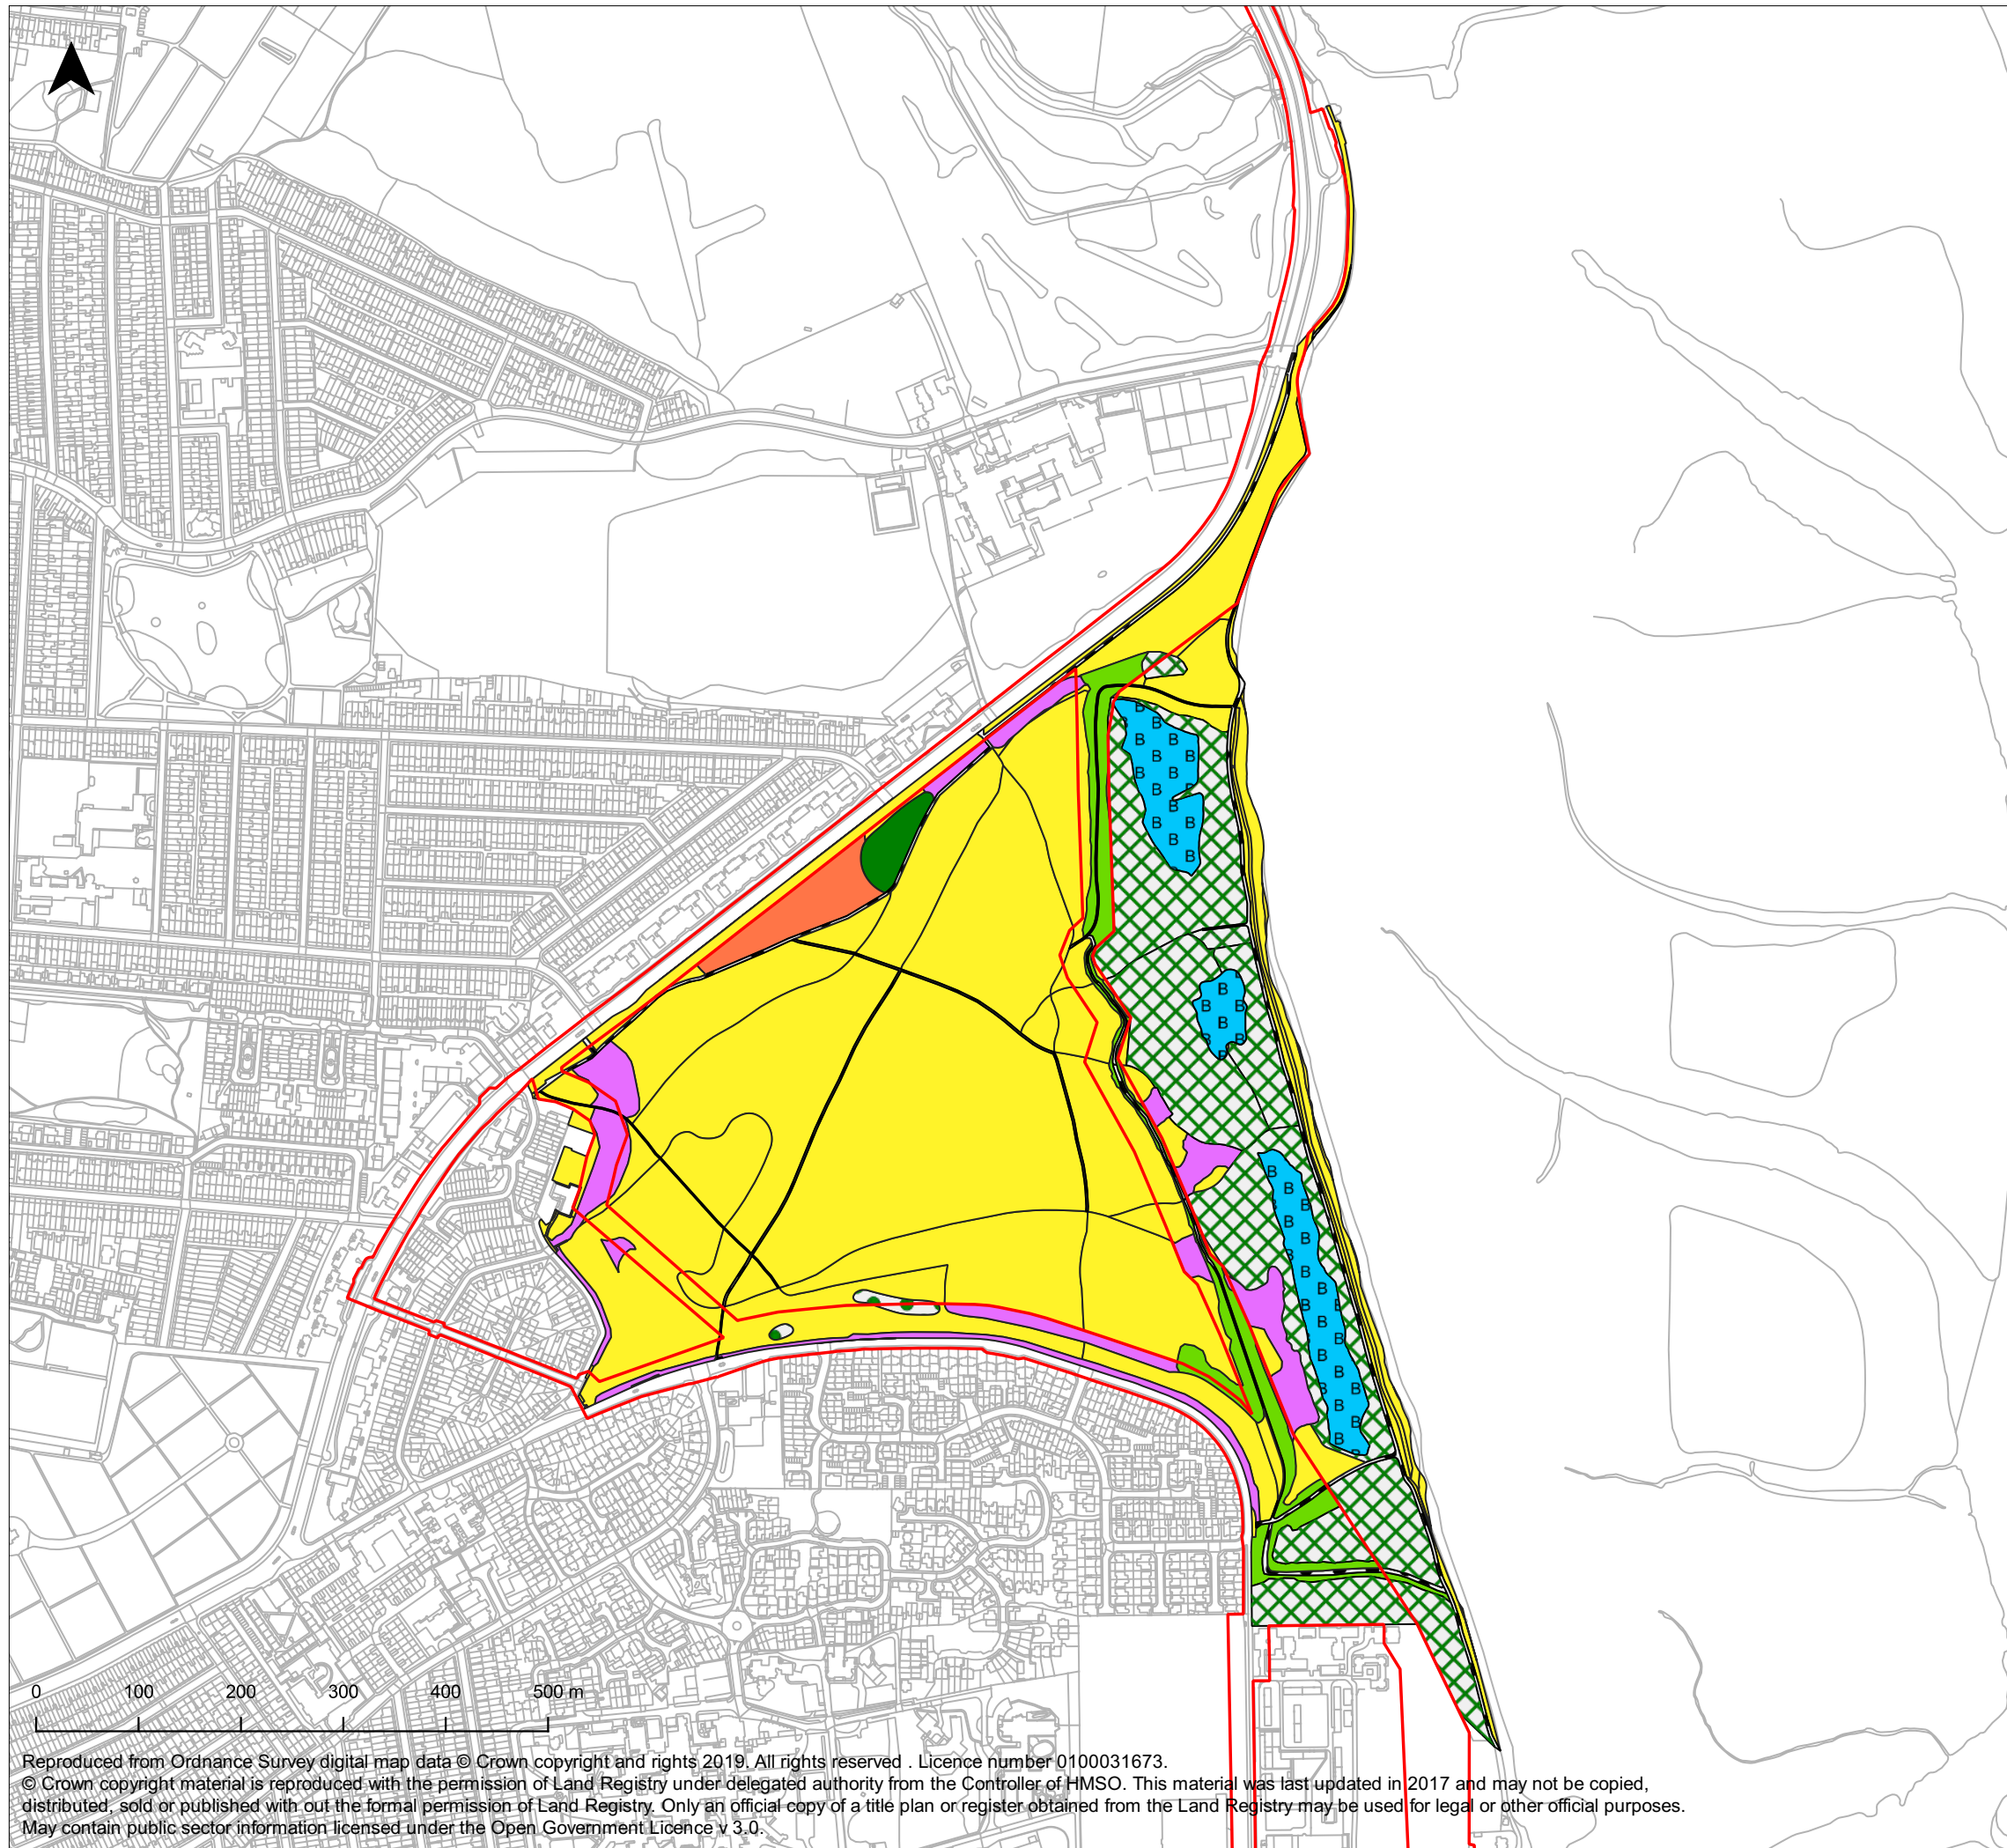 B B B B B B B B B B B B B B B B B
B B B B B B B
B B B B B B B B B B B B B B B B B B B B B B
0 100 200 300 400 500 m
Reproduced from Ordnance Survey digital map data © Crown copyright and rights 2019. All rights reserved . Licence number 0100031673.
© Crown copyright material is reproduced with the permission of Land Registry under delegated authority from the Controller of HMSO. This material was last updated in 2017 and may not be copied,
distributed, sold or published with out the formal permission of Land Registry. Only an official copy of a title plan or register obtained from the Land Registry may be used for legal or other official purposes.
May contain public sector information licensed under the Open Government Licence v 3.0.